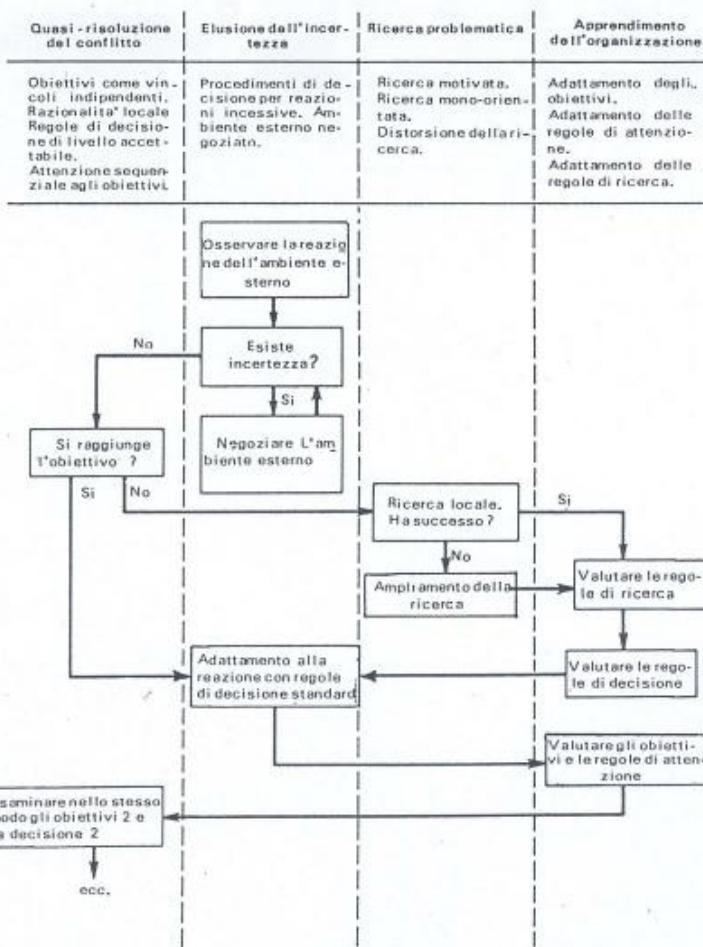 Quasi-risoluzione
del conflitto
Elusione dell'incer-
tezza
Ricerca problematica
Apprendimento
dell'organizzazione
Obiettivi come vin-
coli indipendenti.
Razionalita' locale
Regole di decisio-
ne di livello accet-
tabile.
Attenzione sequen-
ziale agli obiettivi.
Procedimenti di de-
cisione per reazio-
ni incessive. Am-
biente esterno ne-
goziato.
Ricerca motivata.
Ricerca mono-orien-
tata.
Distorsione della ri-
cerca.
Adattamento degli
obiettivi.
Adattamento delle
regole di attenzio-
ne.
Adattamento delle
regole di ricerca.
Osservare la reazio
ne dell'ambiente e-
sterno
No
Esiste
incertezza?
Si
Si raggiunge
l'obiettivo ?
Negoziare L'am
biente esterno
Si
No
Ricerca locale.
Ha successo?
Si
No
Ampliamento della
ricerca
Valutare le rego-
le di ricerca
Adattamento alla
reazione con regole
di decisione standard
Valutare le rego-
le di decisione
Valutare gli obietti-
vi e le regole di atten
zione
saminare nello stesso
odo gli obiettivi 2 e
a decisione 2
ecc.